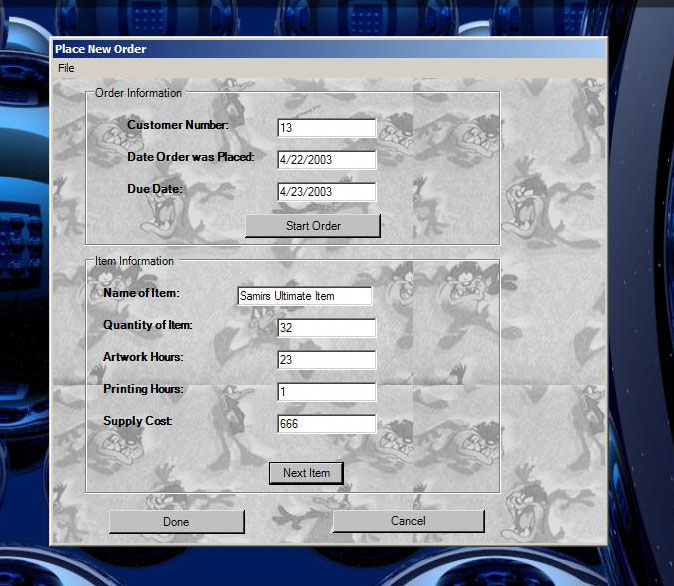 Place New Order
File
Order Information
Customer Number: 13
Date Order was Placed: 4/22/2003
Due Date: 4/23/2003
Start Order
Item Information
Name of Item: Samirs Ultimate Item
Quantity of Item: 32
Artwork Hours: 23
Printing Hours: 1
Supply Cost: 666
Next Item
Done Cancel